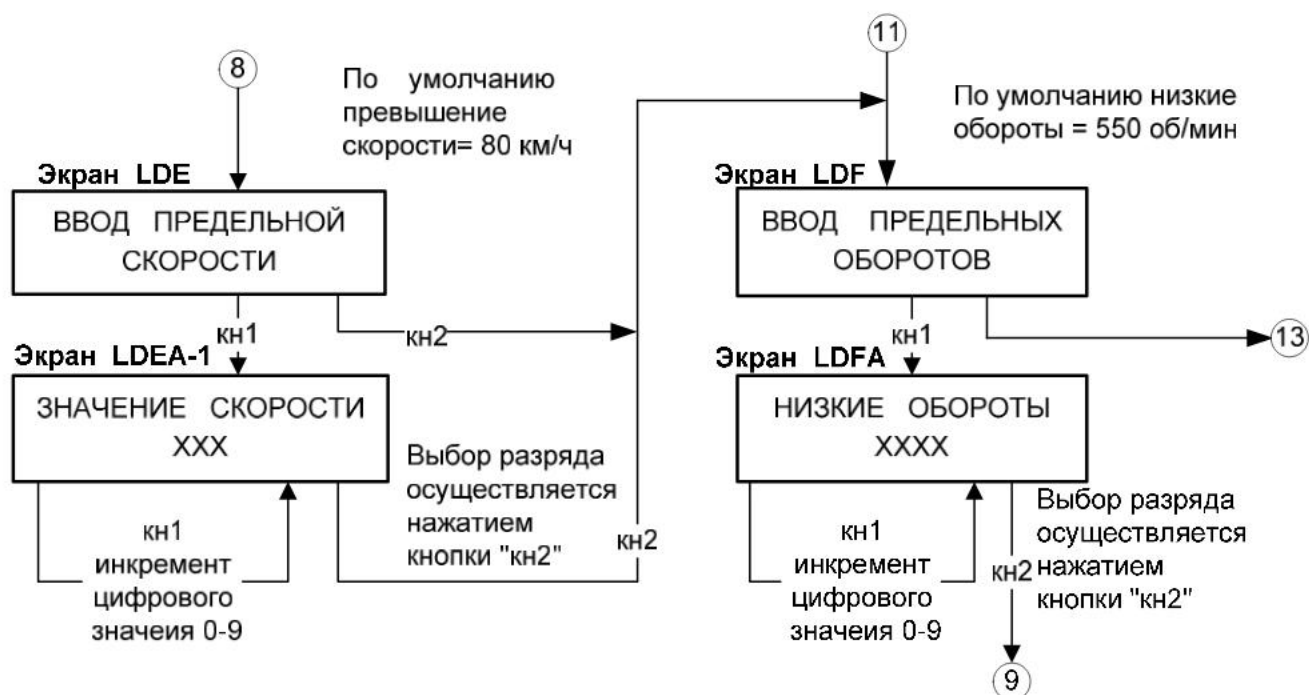 8
По умолчанию
превышение
скорости= 80 км/ч
Экран LDE
ВВОД ПРЕДЕЛЬНОЙ
СКОРОСТИ
кн1
кн2
Экран LDEA-1
ЗНАЧЕНИЕ СКОРОСТИ
XXX
кн1
инкремент
цифрового
значеия 0-9
Выбор разряда
осуществляется
нажатием
кнопки "кн2"
кн2
11
По умолчанию низкие
обороты = 550 об/мин
Экран LDF
ВВОД ПРЕДЕЛЬНЫХ
ОБОРОТОВ
кн1
13
Экран LDFA
НИЗКИЕ ОБОРОТЫ
XXXX
кн1
инкремент
цифрового
значеия 0-9
кн2
Выбор разряда
осуществляется
нажатием
кнопки "кн2"
9